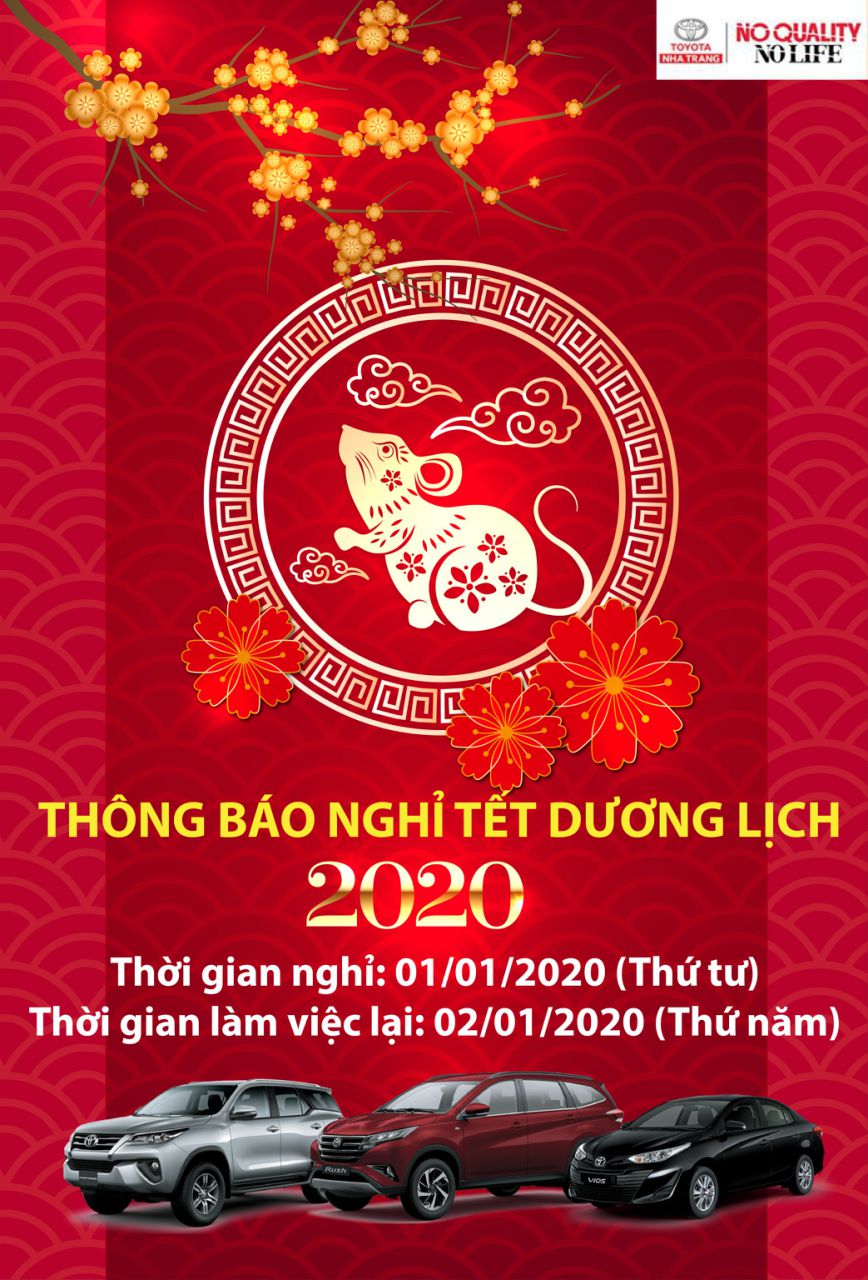 TOYOTA
NHA TRANG
NO QUALITY
NO LIFE
THÔNG BÁO NGHỈ TẾT DƯƠNG LỊCH
2020
Thời gian nghỉ: 01/01/2020 (Thứ tư)
Thời gian làm việc lại: 02/01/2020 (Thứ năm)
Rush
VIOS